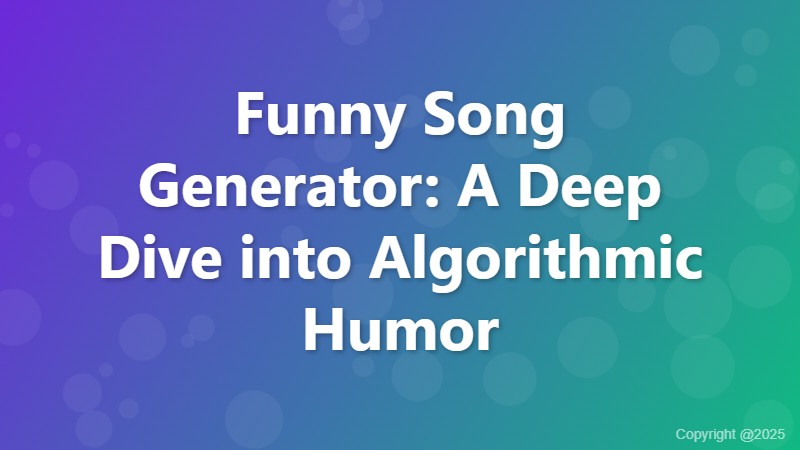 Funny Song
Generator: A Deep
Dive into Algorithmic
Humor
Copyright @2025